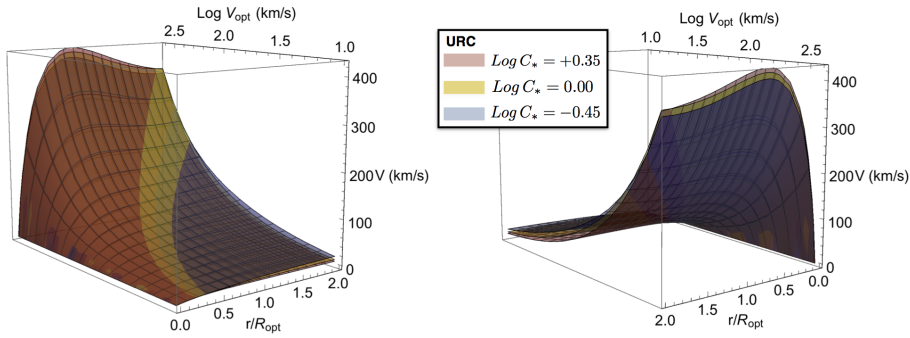 Log V_opt (km/s)
2.5 2.0 1.5 1.0
400
300
200 V (km/s)
100
0
0.0 0.5 1.0 1.5 2.0
r/R_opt
URC
Log C_* = +0.35
Log C_* = 0.00
Log C_* = −0.45
Log V_opt (km/s)
1.0 1.5 2.0 2.5
400
300
200 V (km/s)
100
0
2.0 1.5 1.0 0.5 0.0
r/R_opt